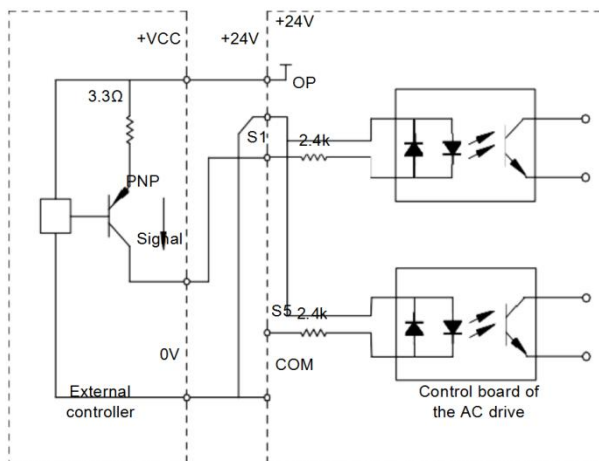 +24V
+VCC
+24V
OP
3.3Ω
S1
2.4k
PNP
Signal
S5
2.4k
0V
COM
External
controller
Control board of
the AC drive